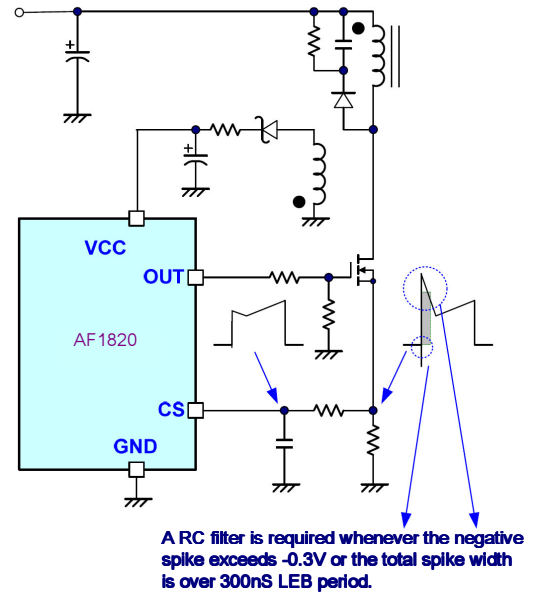 +
+
VCC
OUT
AF1820
CS
GND
A RC filter is required whenever the negative
spike exceeds -0.3V or the total spike width
is over 300nS LEB period.